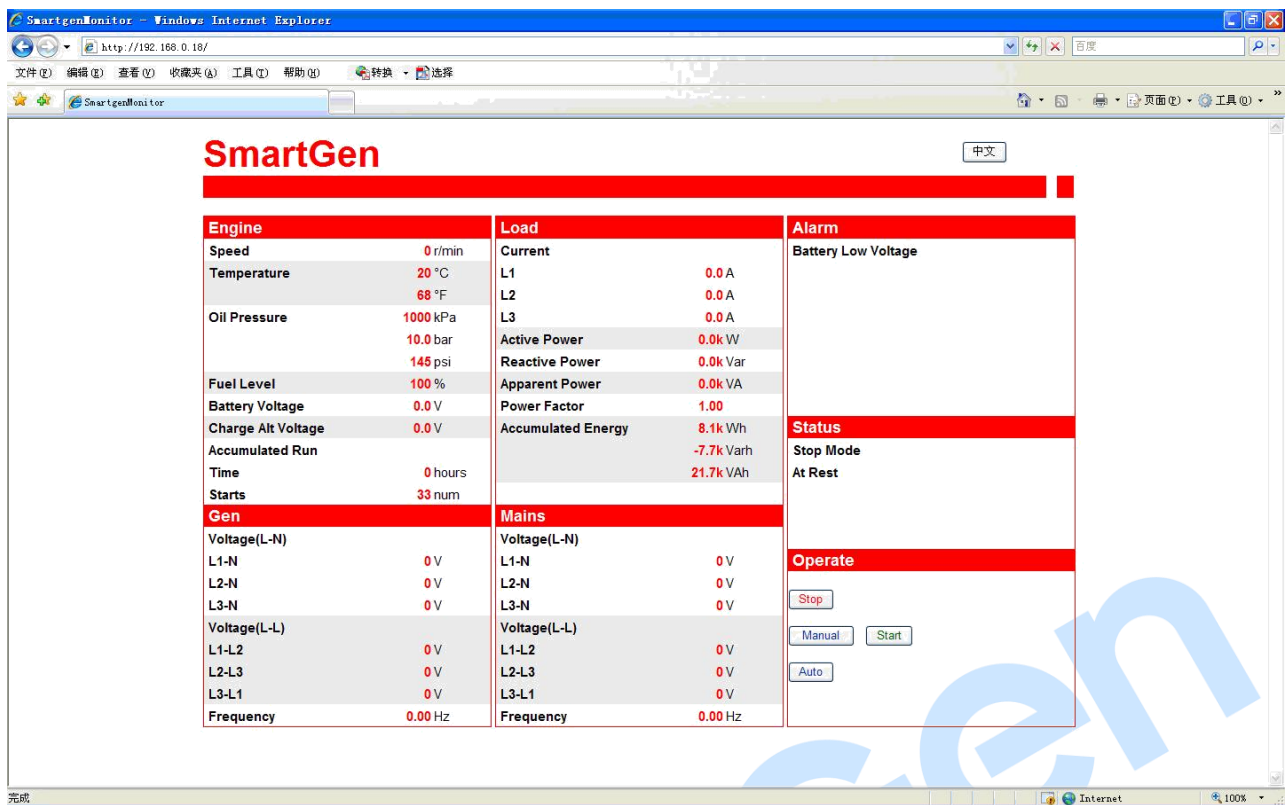 SmartgenMonitor - Windows Internet Explorer
http://192.168.0.18/
百度
文件(F) 编辑(E) 查看(V) 收藏夹(A) 工具(T) 帮助(H) 转换 选择
SmartgenMonitor
页面(P) 工具(O) »
SmartGen
中文
Engine
Speed 0 r/min
Temperature 20 °C
68 °F
Oil Pressure 1000 kPa
10.0 bar
145 psi
Fuel Level 100 %
Battery Voltage 0.0 V
Charge Alt Voltage 0.0 V
Accumulated Run
Time 0 hours
Starts 33 num
Load
Current
L1 0.0 A
L2 0.0 A
L3 0.0 A
Active Power 0.0k W
Reactive Power 0.0k Var
Apparent Power 0.0k VA
Power Factor 1.00
Accumulated Energy 8.1k Wh
-7.7k Varh
21.7k VAh
Alarm
Battery Low Voltage
Status
Stop Mode
At Rest
Gen
Voltage(L-N)
L1-N 0 V
L2-N 0 V
L3-N 0 V
Voltage(L-L)
L1-L2 0 V
L2-L3 0 V
L3-L1 0 V
Frequency 0.00 Hz
Mains
Voltage(L-N)
L1-N 0 V
L2-N 0 V
L3-N 0 V
Voltage(L-L)
L1-L2 0 V
L2-L3 0 V
L3-L1 0 V
Frequency 0.00 Hz
Operate
Stop
Manual Start
Auto
Gen
完成 Internet 100%